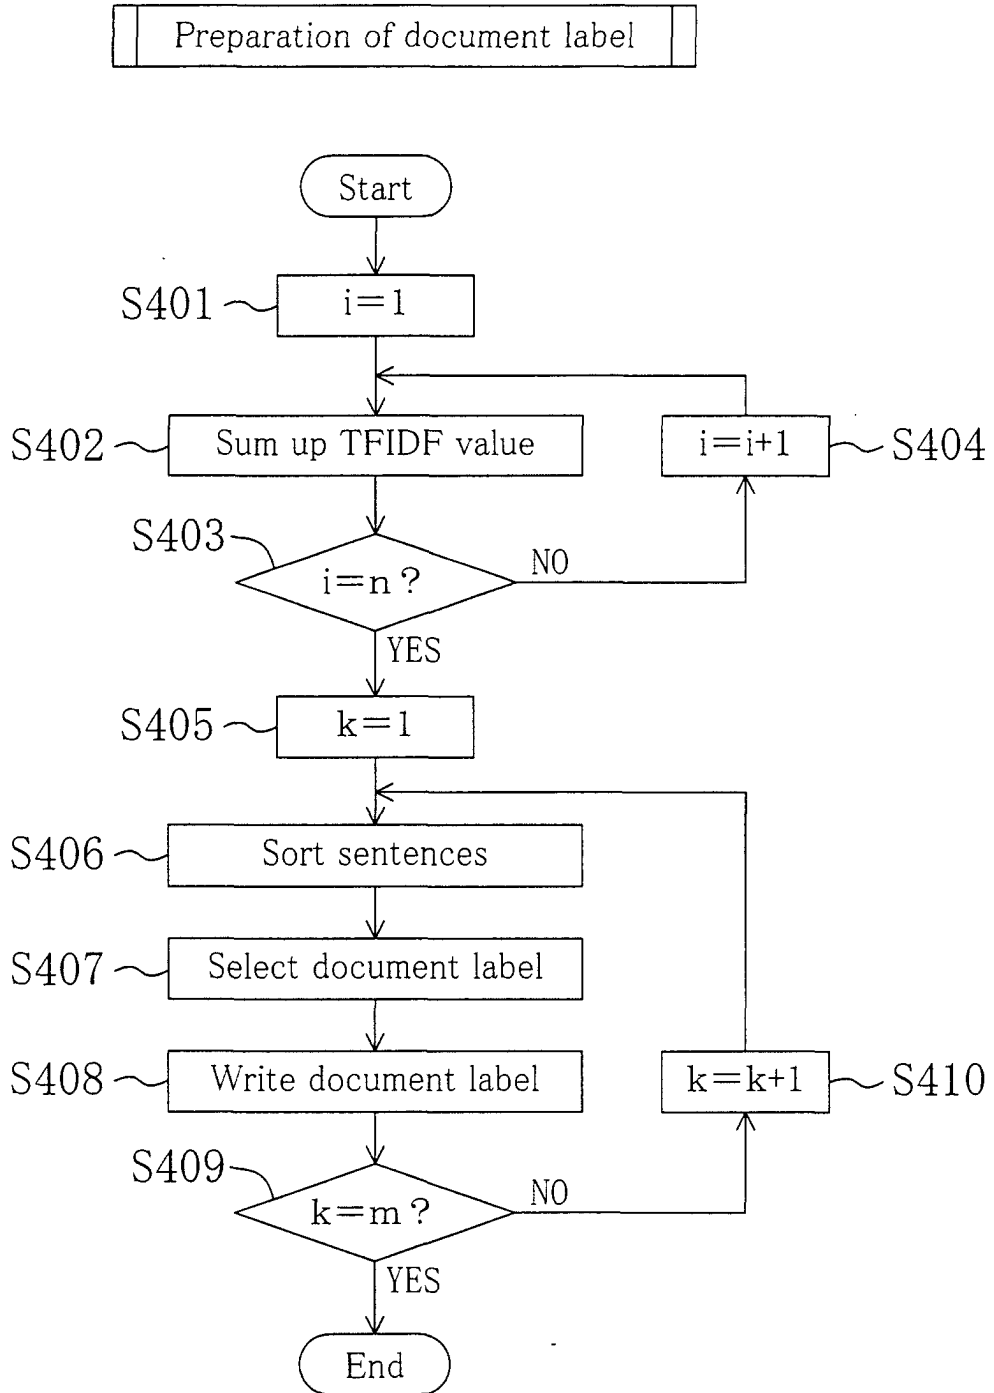 Preparation of document label
Start
S401
i=1
S402
Sum up TFIDF value
i=i+1
S404
S403
i=n?
NO
YES
S405
k=1
S406
Sort sentences
S407
Select document label
S408
Write document label
k=k+1
S410
S409
k=m?
NO
YES
End